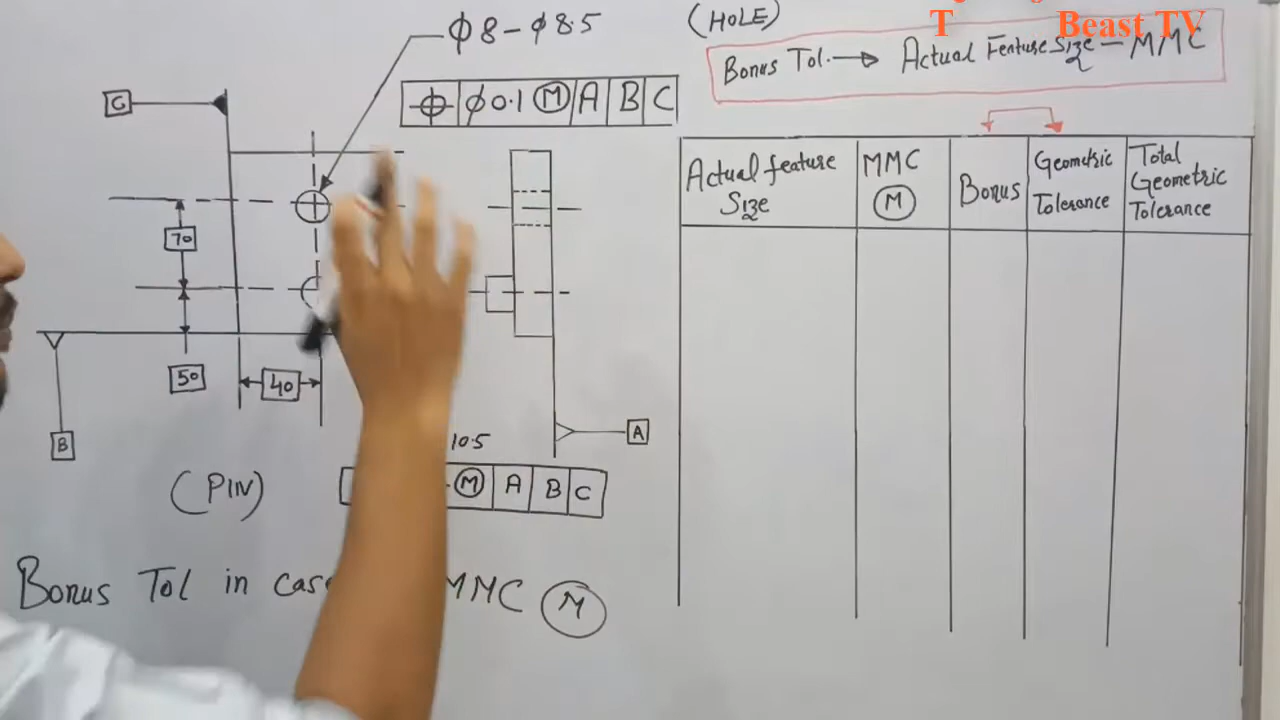 (HOLE)
T Beast TV
Bonus Tol. → Actual Feature Size – MMC
ϕ8 – ϕ8.5
⌖ ϕ0.1 Ⓜ A B C
C
70
50
40
B
A
10.5
Ⓜ A B C
(PIN)
Bonus Tol in MMC Ⓜ
Actual feature Size
MMC Ⓜ
Bonus
Geometric Tolerance
Total Geometric Tolerance